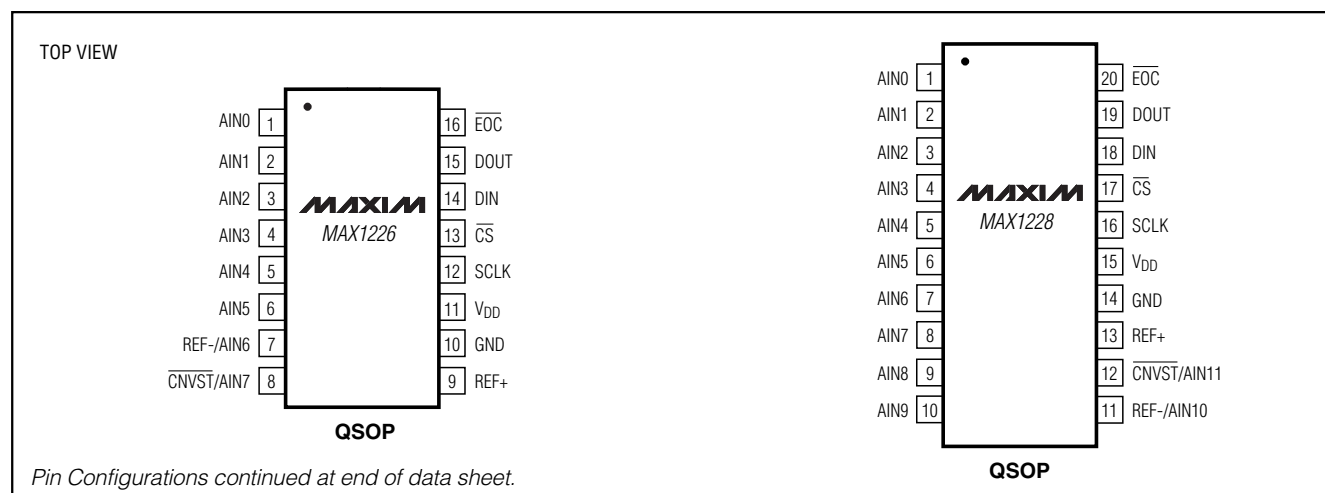 TOP VIEW
AIN0 1
AIN1 2
AIN2 3
AIN3 4
AIN4 5
AIN5 6
REF-/AIN6 7
CNVST/AIN7 8
MAXIM
MAX1226
16 EOC
15 DOUT
14 DIN
13 CS
12 SCLK
11 VDD
10 GND
9 REF+
QSOP
AIN0 1
AIN1 2
AIN2 3
AIN3 4
AIN4 5
AIN5 6
AIN6 7
AIN7 8
AIN8 9
AIN9 10
MAXIM
MAX1228
20 EOC
19 DOUT
18 DIN
17 CS
16 SCLK
15 VDD
14 GND
13 REF+
12 CNVST/AIN11
11 REF-/AIN10
QSOP
Pin Configurations continued at end of data sheet.